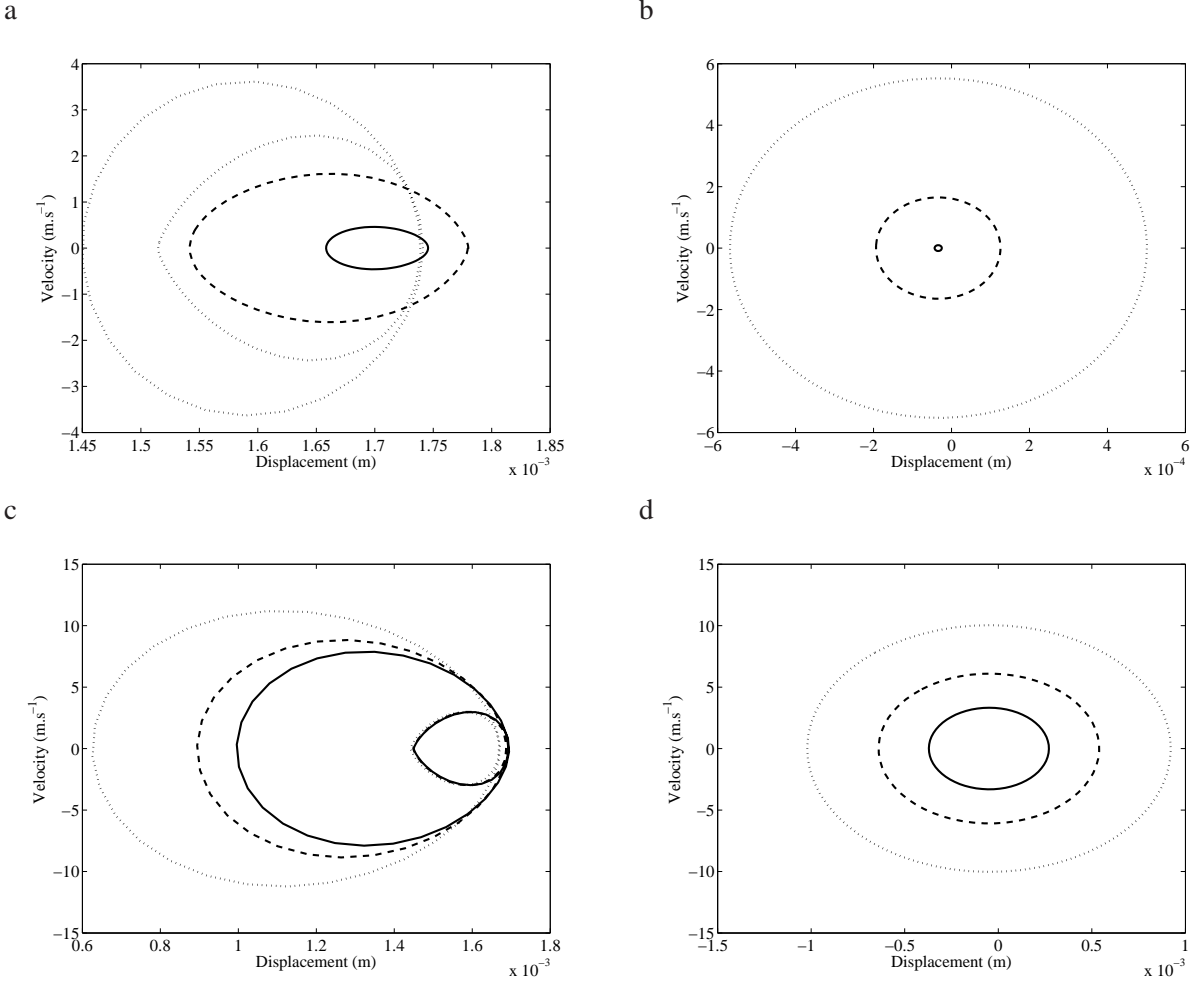 a
4
3
2
1
0
−1
−2
−3
−4
Velocity (m.s−1)
1.45 1.5 1.55 1.6 1.65 1.7 1.75 1.8 1.85
Displacement (m)
x 10−3
b
6
4
2
0
−2
−4
−6
Velocity (m.s−1)
−6 −4 −2 0 2 4 6
Displacement (m)
x 10−4
c
15
10
5
0
−5
−10
−15
Velocity (m.s−1)
0.6 0.8 1 1.2 1.4 1.6 1.8
Displacement (m)
x 10−3
d
15
10
5
0
−5
−10
−15
Velocity (m.s−1)
−1.5 −1 −0.5 0 0.5 1
Displacement (m)
x 10−3